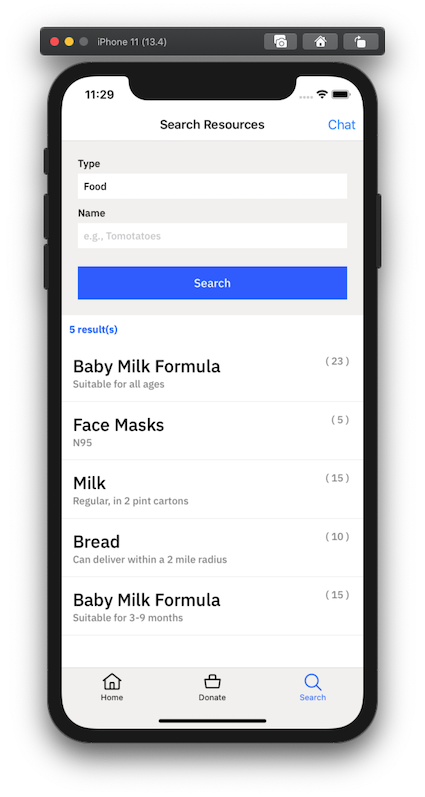 iPhone 11 (13.4)
11:29
Search Resources
Chat
Type
Food
Name
e.g., Tomotatoes
Search
5 result(s)
Baby Milk Formula
( 23 )
Suitable for all ages
Face Masks
( 5 )
N95
Milk
( 15 )
Regular, in 2 pint cartons
Bread
( 10 )
Can deliver within a 2 mile radius
Baby Milk Formula
( 15 )
Suitable for 3-9 months
Home
Donate
Search